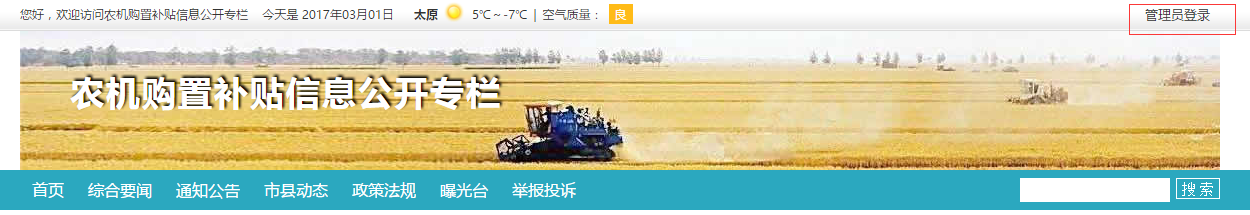 您好，欢迎访问农机购置补贴信息公开专栏 今天是 2017年03月01日 太原 5℃～-7℃ | 空气质量： 良 管理员登录
农机购置补贴信息公开专栏
首页 综合要闻 通知公告 市县动态 政策法规 曝光台 举报投诉 搜索